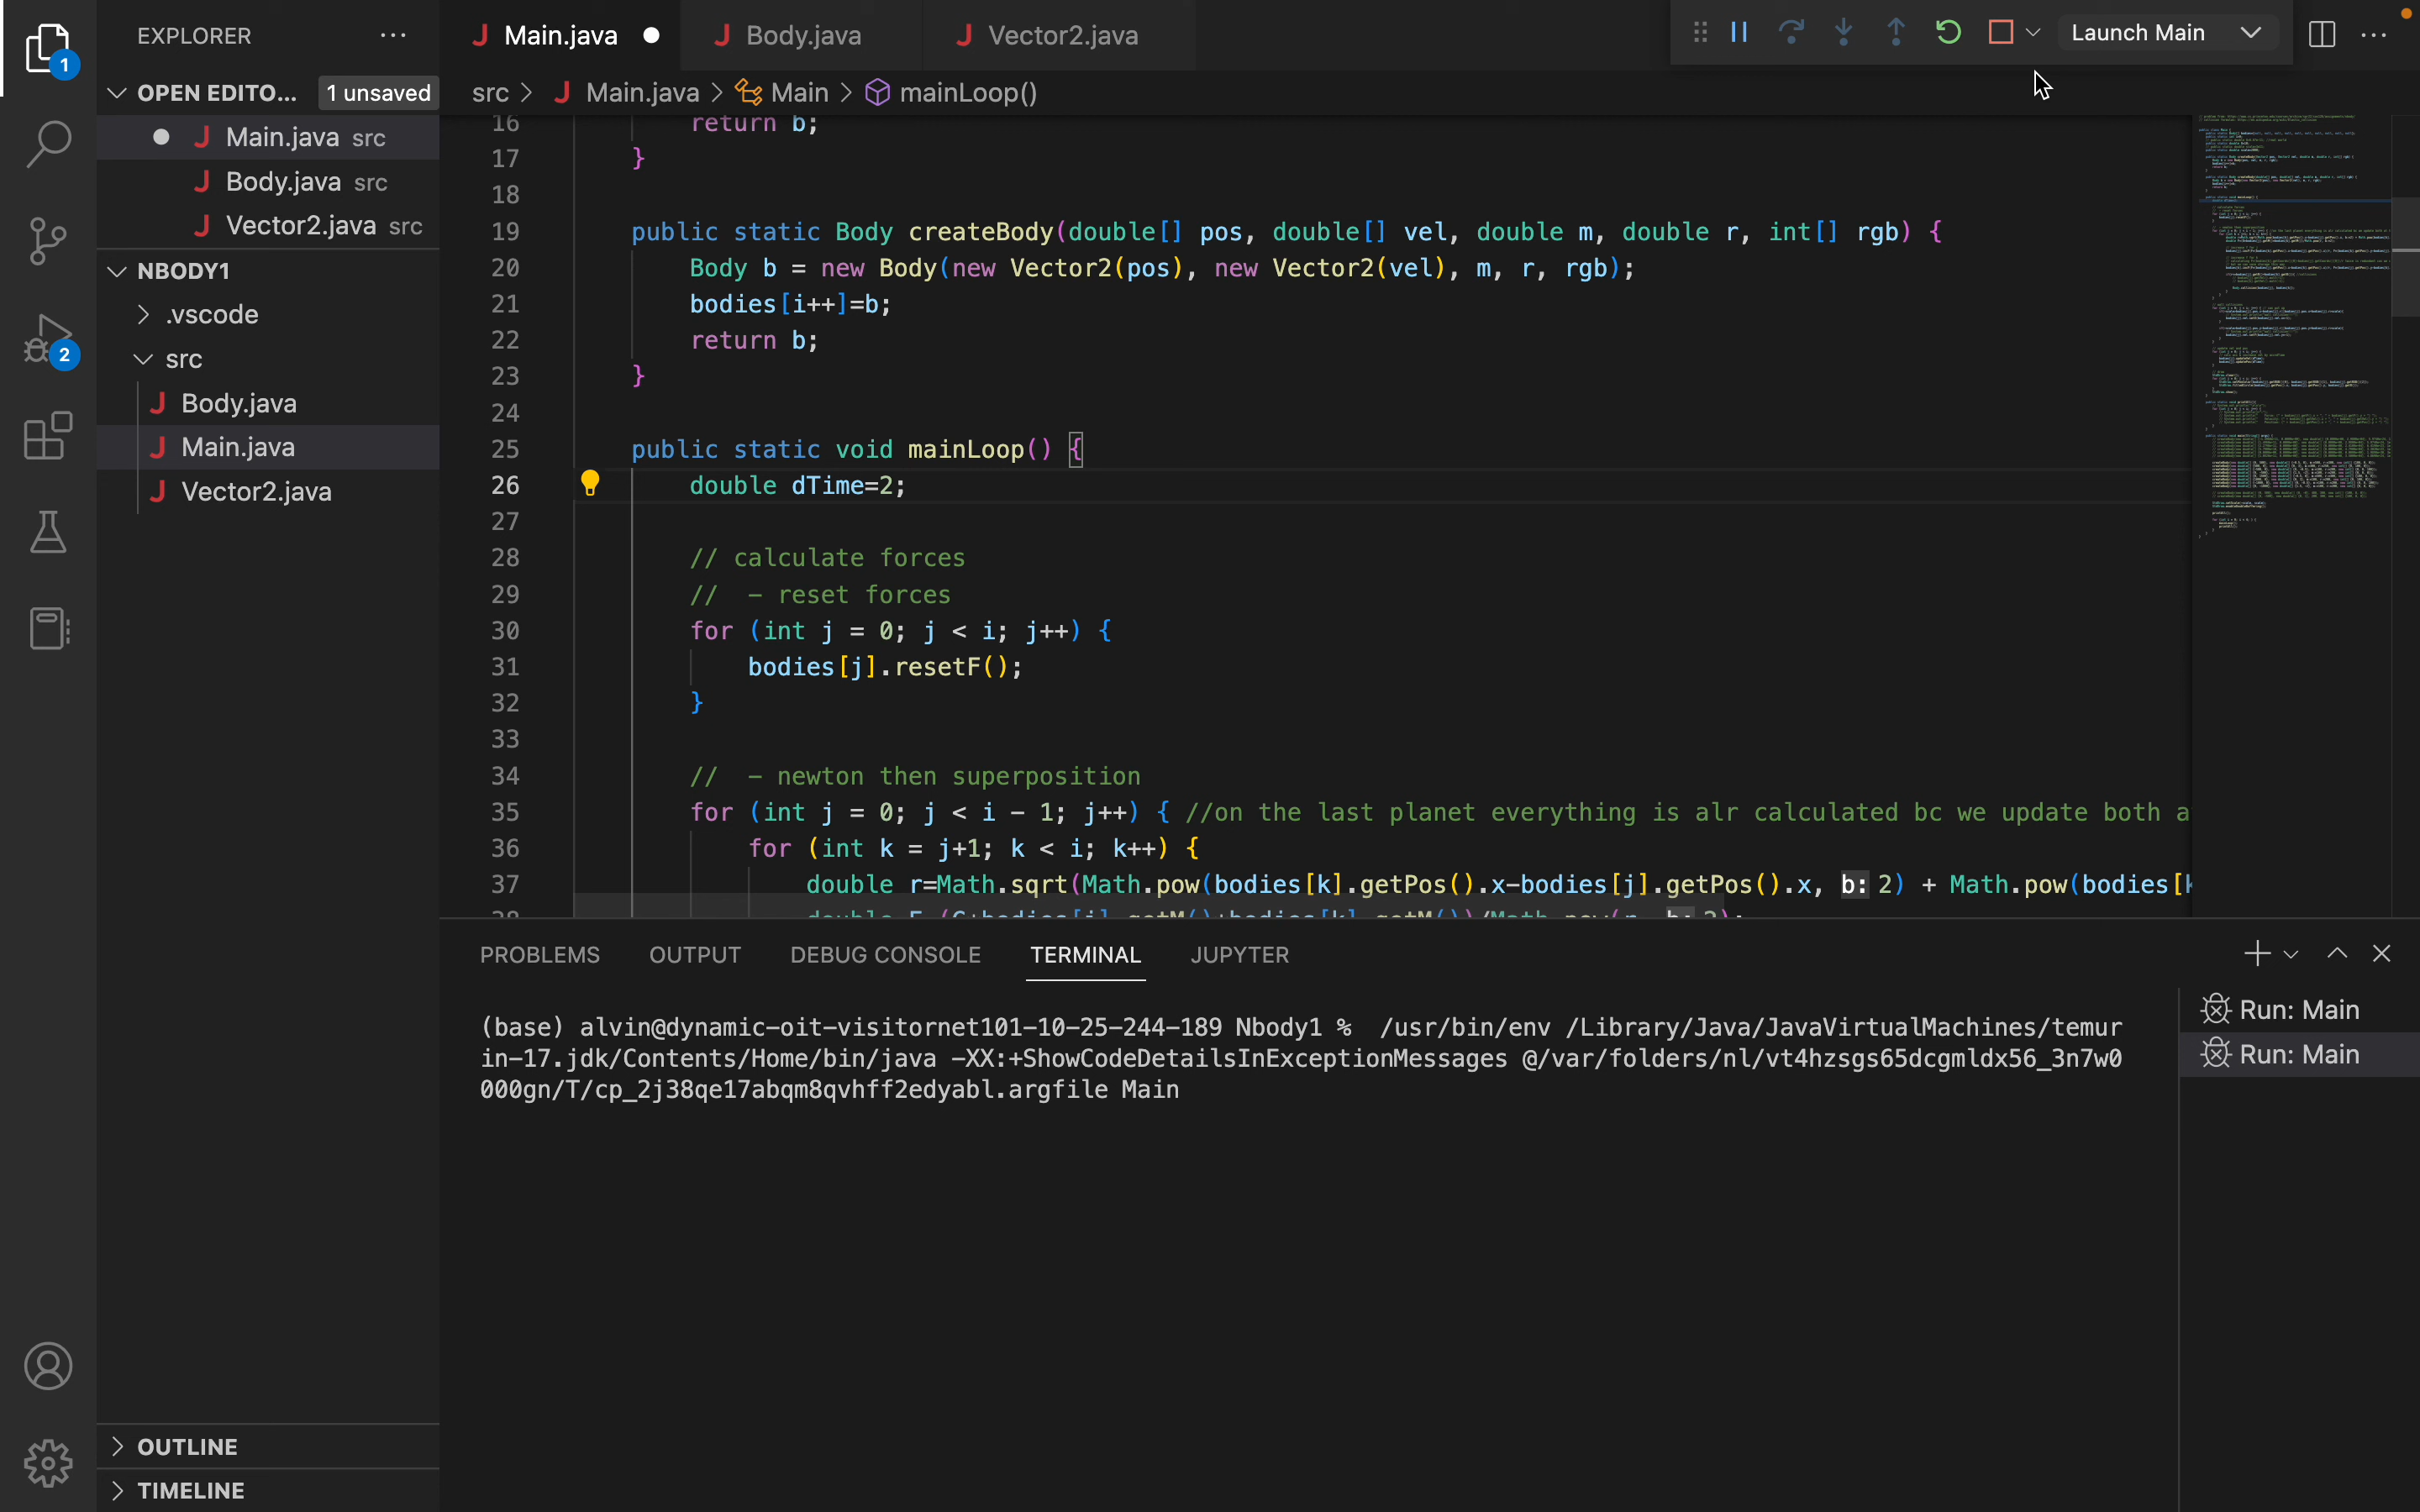 EXPLORER
OPEN EDITO...
1 unsaved
Main.java src
Body.java src
Vector2.java src
NBODY1
.vscode
src
Body.java
Main.java
Vector2.java
OUTLINE
TIMELINE
1
2
Main.java
Body.java
Vector2.java
Launch Main
src > Main.java > Main > mainLoop()
16 return b;
17 }
18
19 public static Body createBody(double[] pos, double[] vel, double m, double r, int[] rgb) {
20 Body b = new Body(new Vector2(pos), new Vector2(vel), m, r, rgb);
21 bodies[i++]=b;
22 return b;
23 }
24
25 public static void mainLoop() {
26 double dTime=2;
27
28 // calculate forces
29 //  - reset forces
30 for (int j = 0; j < i; j++) {
31 bodies[j].resetF();
32 }
33
34 //  - newton then superposition
35 for (int j = 0; j < i - 1; j++) { //on the last planet everything is alr calculated bc we update both a
36 for (int k = j+1; k < i; k++) {
37 double r=Math.sqrt(Math.pow(bodies[k].getPos().x-bodies[j].getPos().x, b: 2) + Math.pow(bodies[k
PROBLEMS
OUTPUT
DEBUG CONSOLE
TERMINAL
JUPYTER
(base) alvin@dynamic-oit-visitornet101-10-25-244-189 Nbody1 %  /usr/bin/env /Library/Java/JavaVirtualMachines/temur
in-17.jdk/Contents/Home/bin/java -XX:+ShowCodeDetailsInExceptionMessages @/var/folders/nl/vt4hzsgs65dcgmldx56_3n7w0
000gn/T/cp_2j38qe17abqm8qvhff2edyabl.argfile Main
Run: Main
Run: Main